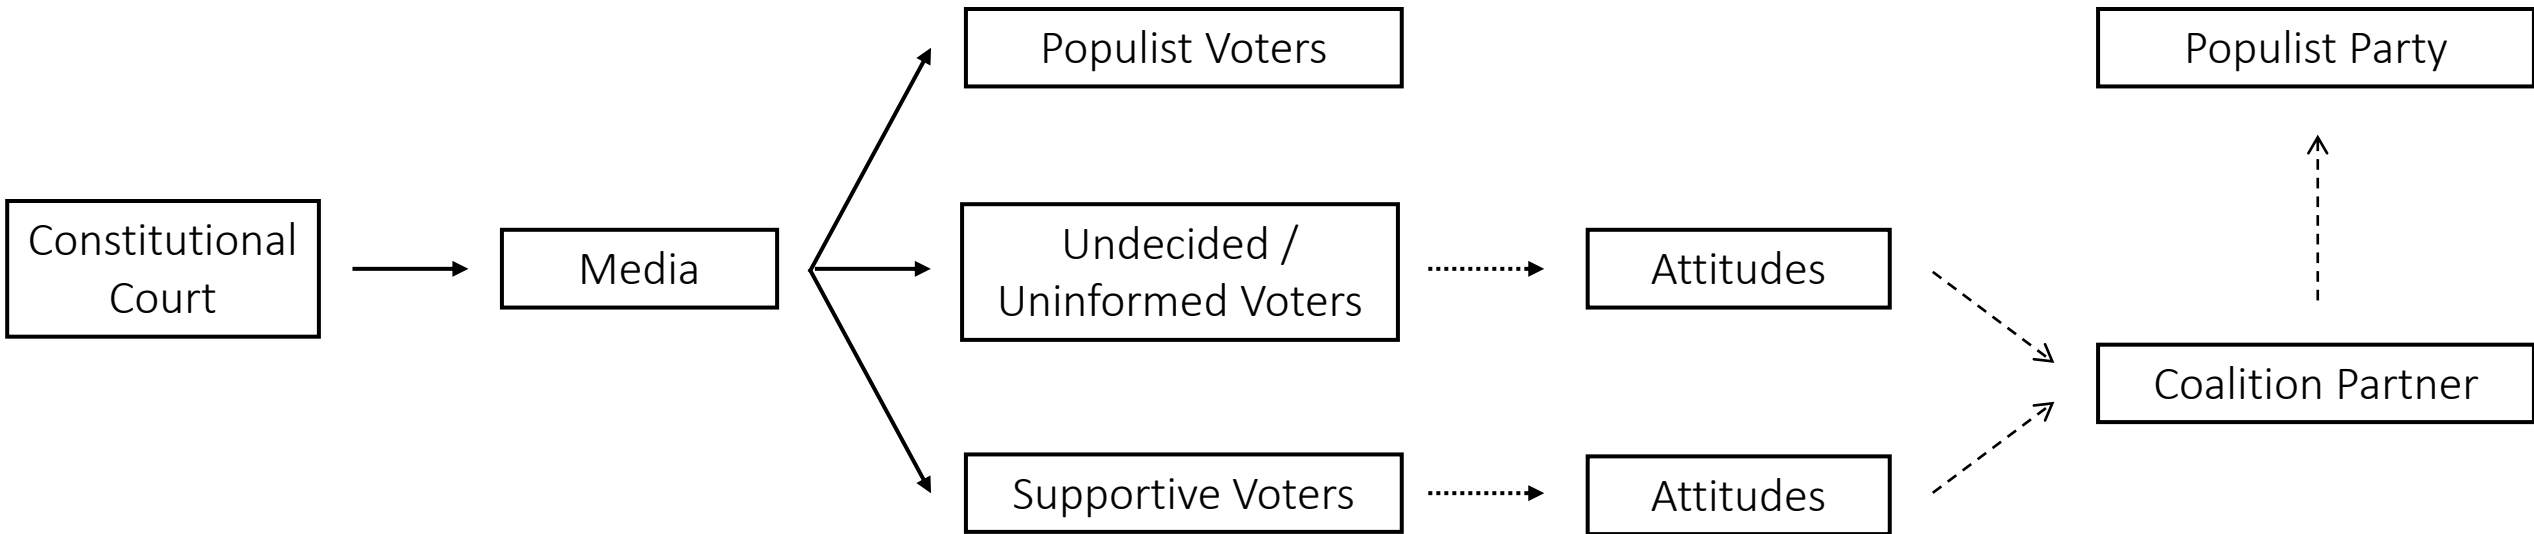 Populist Voters
Populist Party
Constitutional
Court
Media
Undecided /
Uninformed Voters
Attitudes
Coalition Partner
Supportive Voters
Attitudes